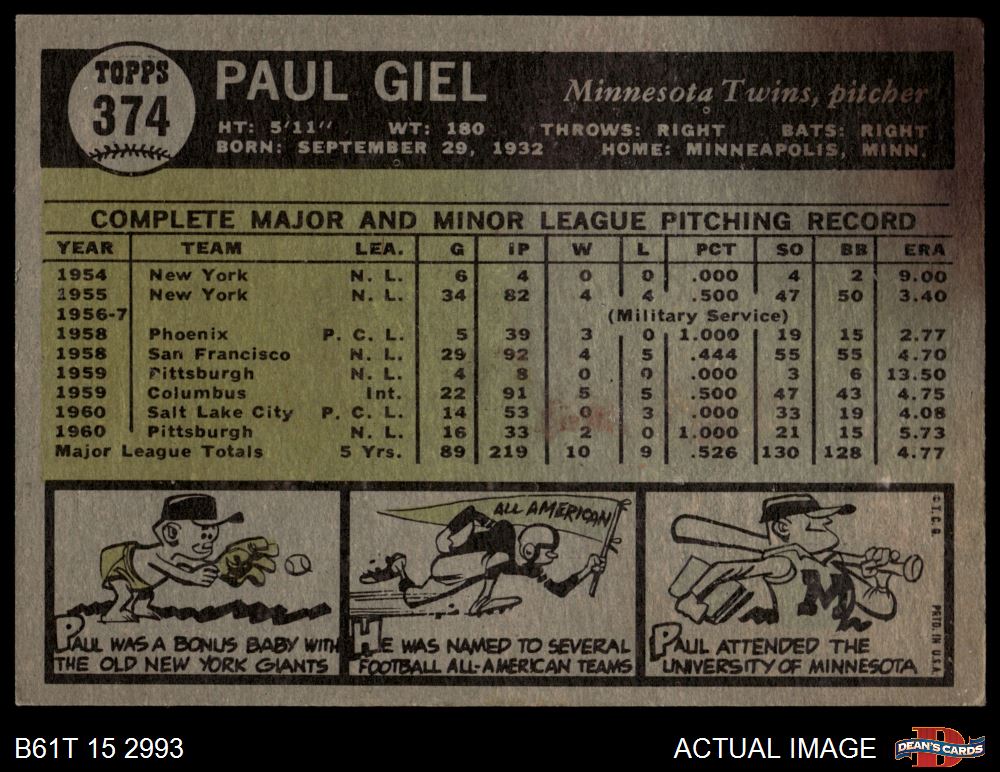 TOPPS
374
PAUL GIEL
Minnesota Twins, pitcher
HT: 5'11" WT: 180 THROWS: RIGHT BATS: RIGHT
BORN: SEPTEMBER 29, 1932 HOME: MINNEAPOLIS, MINN.
COMPLETE MAJOR AND MINOR LEAGUE PITCHING RECORD
YEAR TEAM LEA. G IP W L PCT SO BB ERA
1954 New York N. L. 6 4 0 0 .000 4 2 9.00
1955 New York N. L. 34 82 4 4 .500 47 50 3.40
1956-7 (Military Service)
1958 Phoenix P. C. L. 5 39 3 0 1.000 19 15 2.77
1958 San Francisco N. L. 29 92 4 5 .444 55 55 4.70
1959 Pittsburgh N. L. 4 8 0 0 .000 3 6 13.50
1959 Columbus Int. 22 91 5 5 .500 47 43 4.75
1960 Salt Lake City P. C. L. 14 53 0 3 .000 33 19 4.08
1960 Pittsburgh N. L. 16 33 2 0 1.000 21 15 5.73
Major League Totals 5 Yrs. 89 219 10 9 .526 130 128 4.77
PAUL WAS A BONUS BABY WITH
THE OLD NEW YORK GIANTS
ALL AMERICAN
HE WAS NAMED TO SEVERAL
FOOTBALL ALL-AMERICAN TEAMS
M
PAUL ATTENDED THE
UNIVERSITY OF MINNESOTA
© T.C.G.
PRTD. IN U.S.A.
B61T 15 2993
ACTUAL IMAGE
D
DEAN'S CARDS